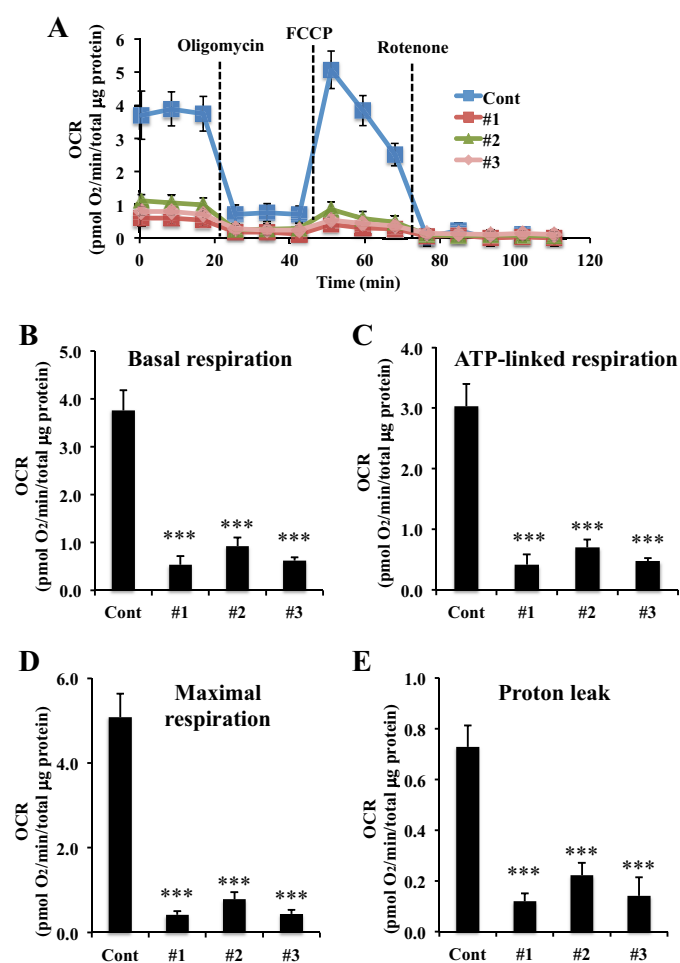 A
Oligomycin
FCCP
Rotenone
OCR
(pmol O₂/min/total µg protein)
6
5
4
3
2
1
0
Cont
#1
#2
#3
0 20 40 60 80 100 120
Time (min)
B
Basal respiration
OCR
(pmol O₂/min/total µg protein)
5.0
4.0
3.0
2.0
1.0
0.0
*** *** ***
Cont #1 #2 #3
C
ATP-linked respiration
OCR
(pmol O₂/min/total µg protein)
4.0
3.0
2.0
1.0
0.0
*** *** ***
Cont #1 #2 #3
D
Maximal
respiration
OCR
(pmol O₂/min/total µg protein)
6.0
4.0
2.0
0.0
*** *** ***
Cont #1 #2 #3
E
Proton leak
OCR
(pmol O₂/min/total µg protein)
1.0
0.8
0.6
0.4
0.2
0.0
*** *** ***
Cont #1 #2 #3